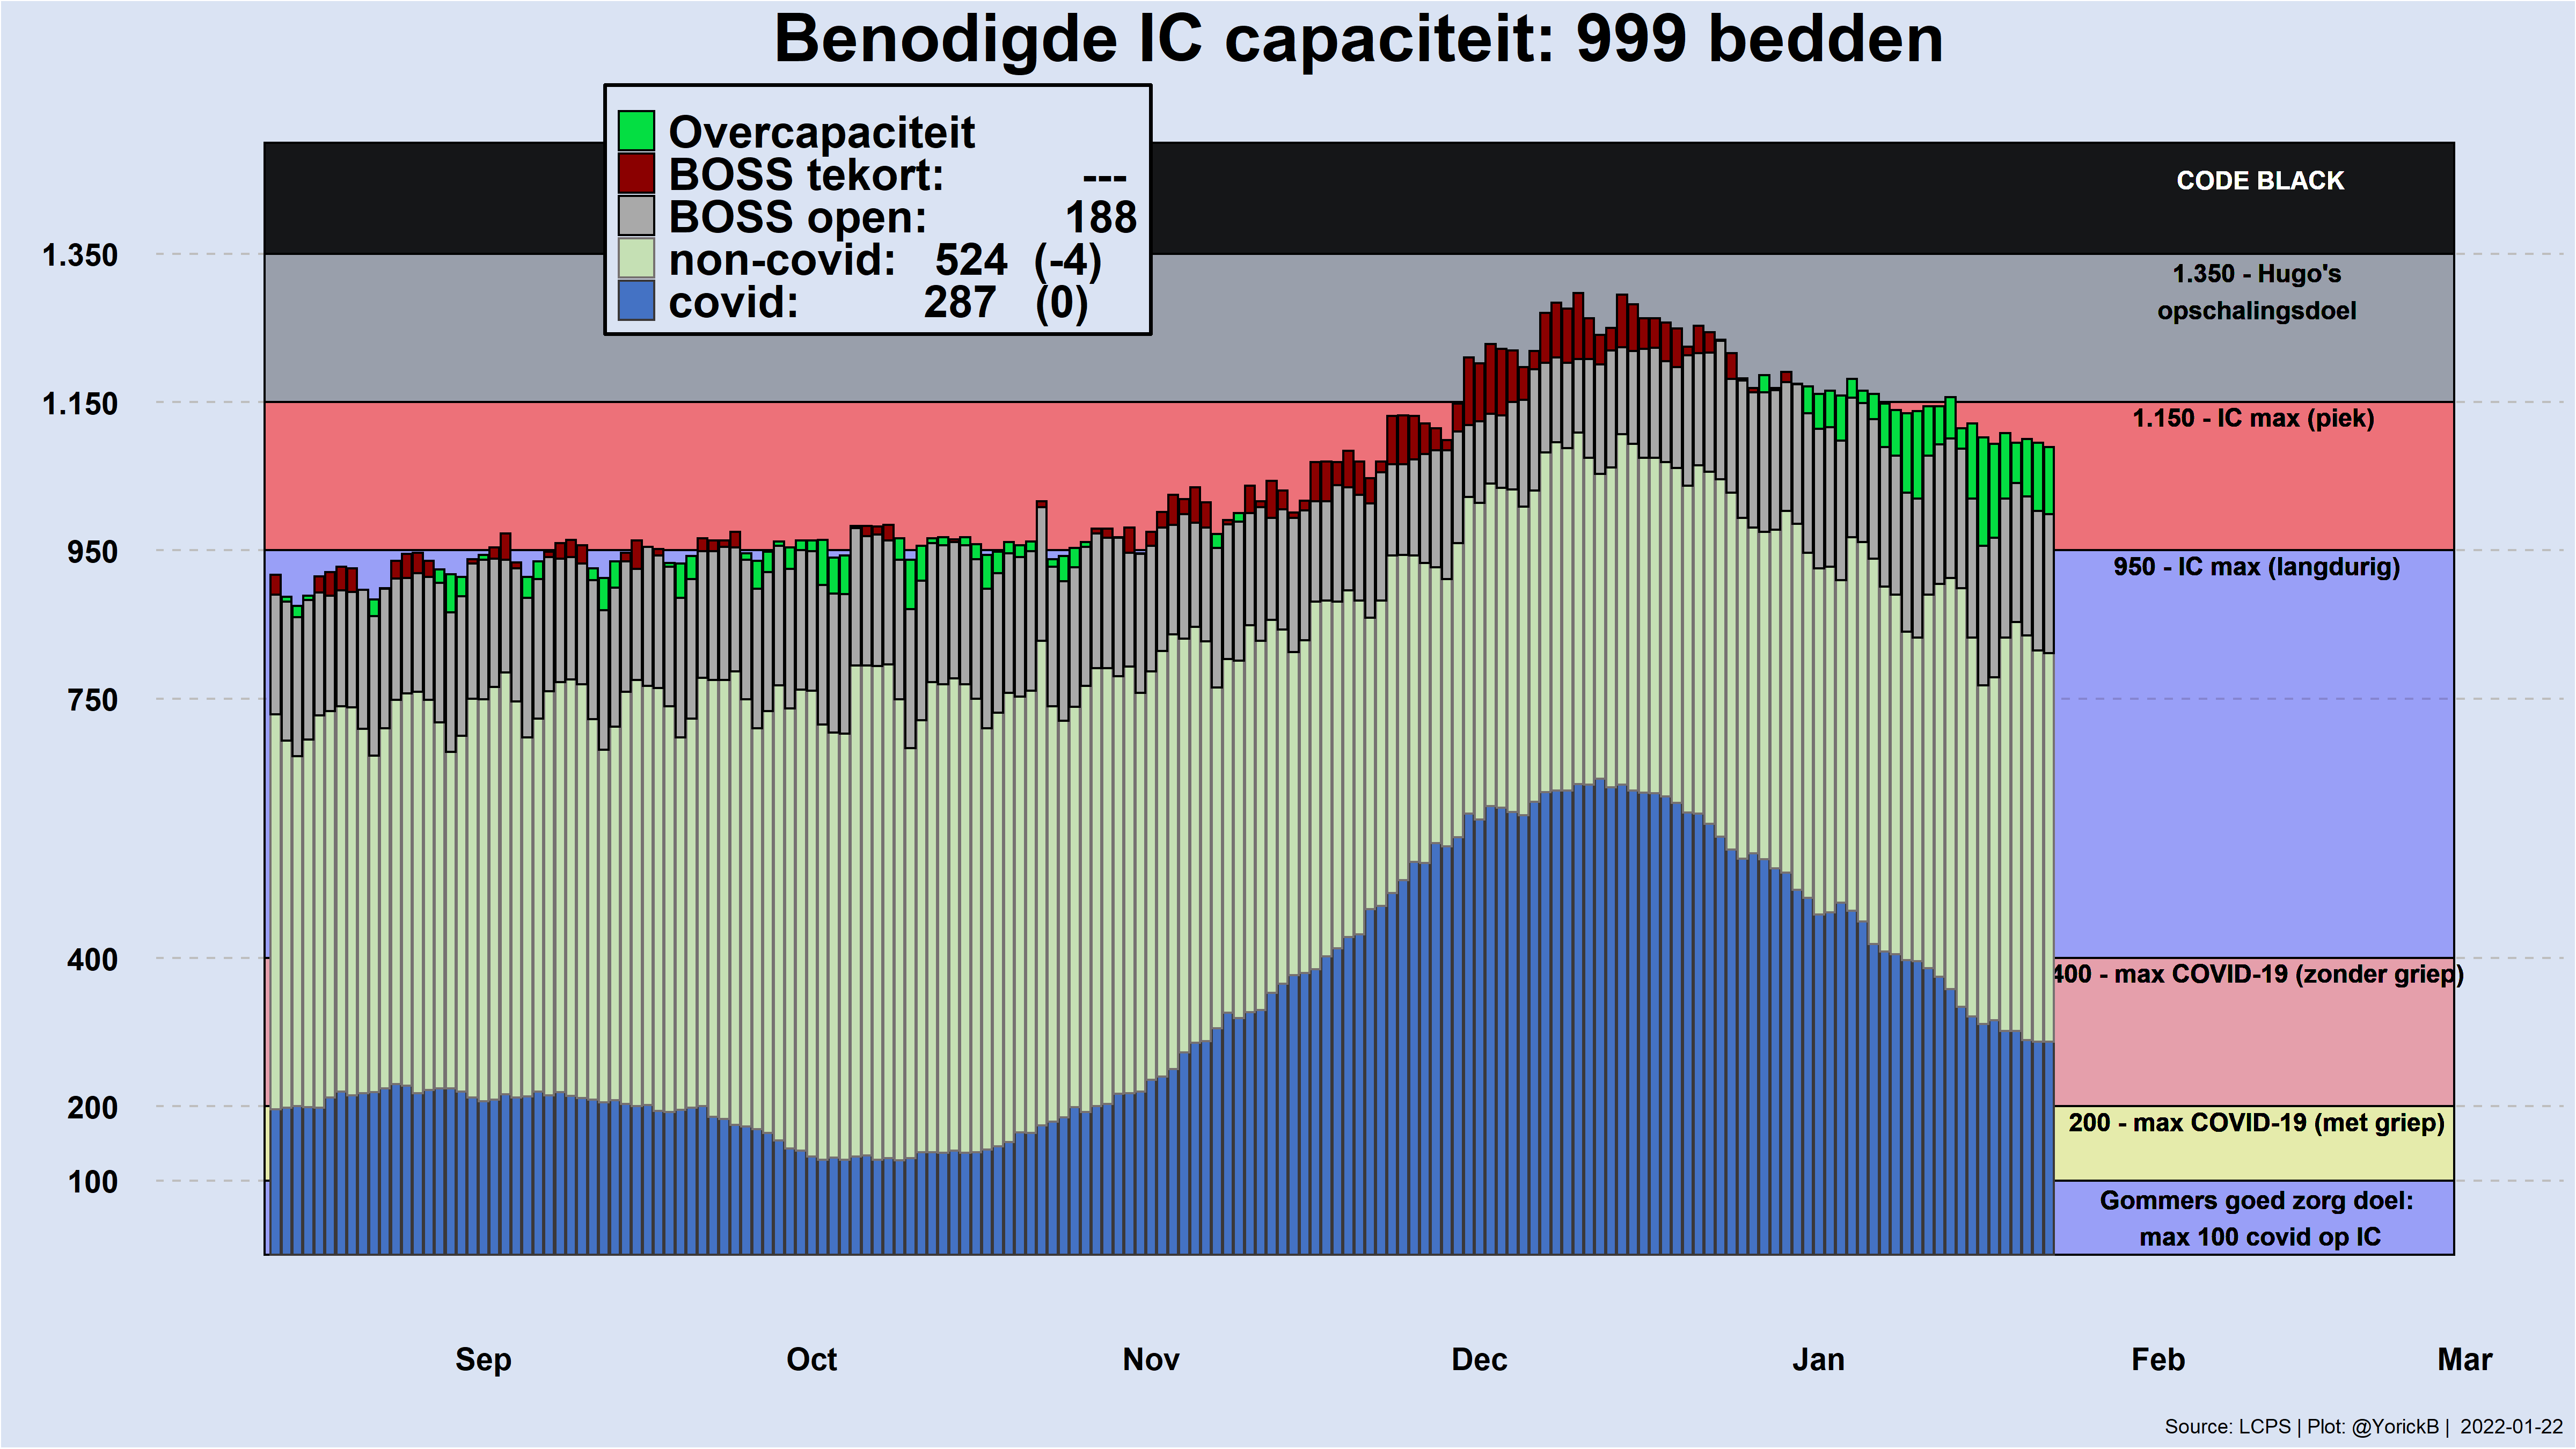 Benodigde IC capaciteit: 999 bedden
Overcapaciteit
BOSS tekort: ---
BOSS open: 188
non-covid: 524 (-4)
covid: 287 (0)
CODE BLACK
1.350
1.350 - Hugo's
opschalingsdoel
1.150
1.150 - IC max (piek)
950
950 - IC max (langdurig)
750
400
400 - max COVID-19 (zonder griep)
200
200 - max COVID-19 (met griep)
100
Gommers goed zorg doel:
max 100 covid op IC
Sep Oct Nov Dec Jan Feb Mar
Source: LCPS | Plot: @YorickB | 2022-01-22